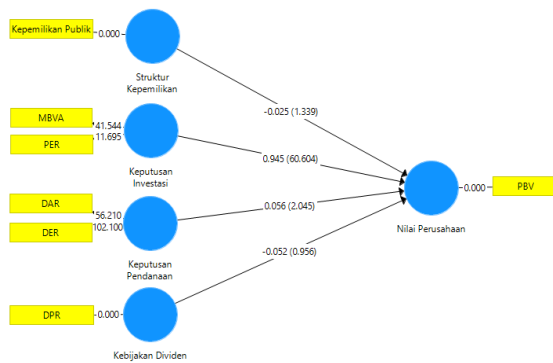 Kepemilikan Publik
0.000
Struktur
Kepemilikan
-0.025 (1.339)
MBVA
41.544
PER
11.695
Keputusan
Investasi
0.945 (60.604)
0.000
PBV
Nilai Perusahaan
DAR
56.210
DER
102.100
Keputusan
Pendanaan
0.056 (2.045)
-0.052 (0.956)
DPR
0.000
Kebijakan Dividen